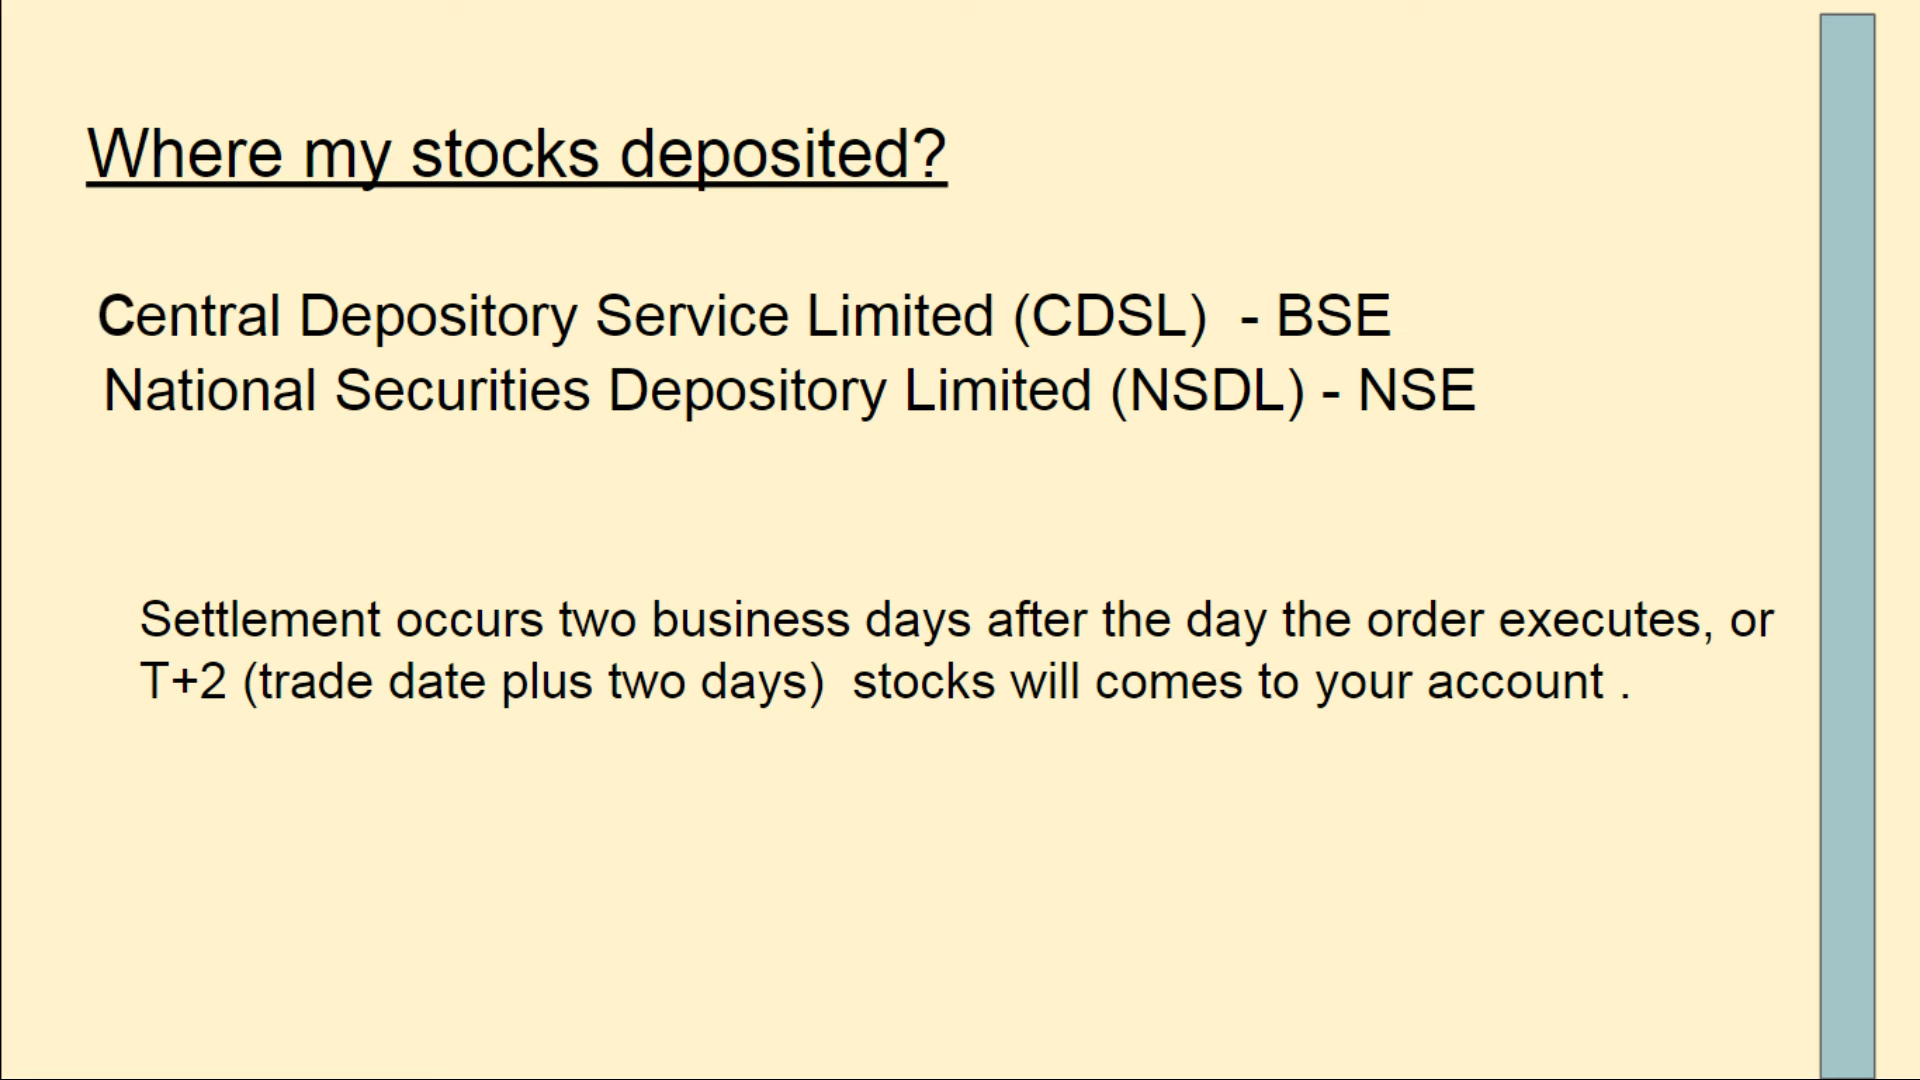 Where my stocks deposited?
Central Depository Service Limited (CDSL)  - BSE
National Securities Depository Limited (NSDL) - NSE
Settlement occurs two business days after the day the order executes, or
T+2 (trade date plus two days)  stocks will comes to your account .